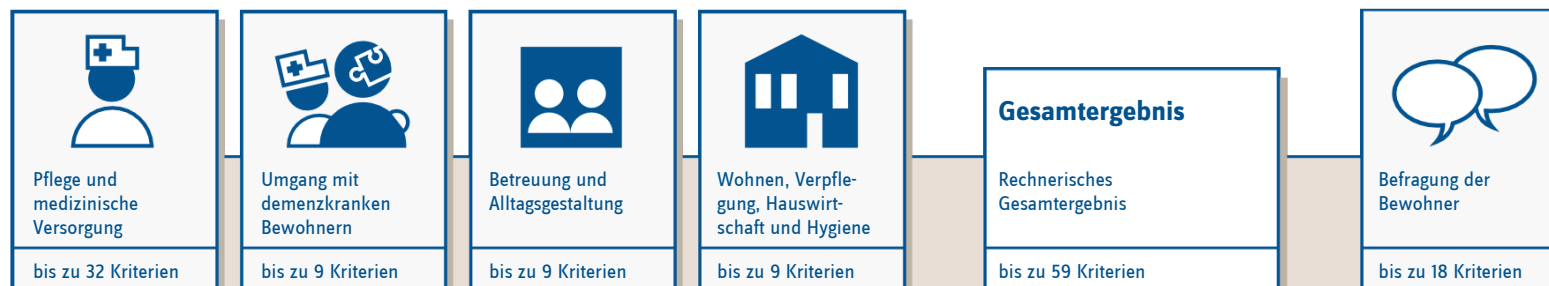 Pflege und
medizinische
Versorgung
bis zu 32 Kriterien
Umgang mit
demenzkranken
Bewohnern
bis zu 9 Kriterien
Betreuung und
Alltagsgestaltung
bis zu 9 Kriterien
Wohnen, Verpfle-
gung, Hauswirt-
schaft und Hygiene
bis zu 9 Kriterien
Gesamtergebnis
Rechnerisches
Gesamtergebnis
bis zu 59 Kriterien
Befragung der
Bewohner
bis zu 18 Kriterien